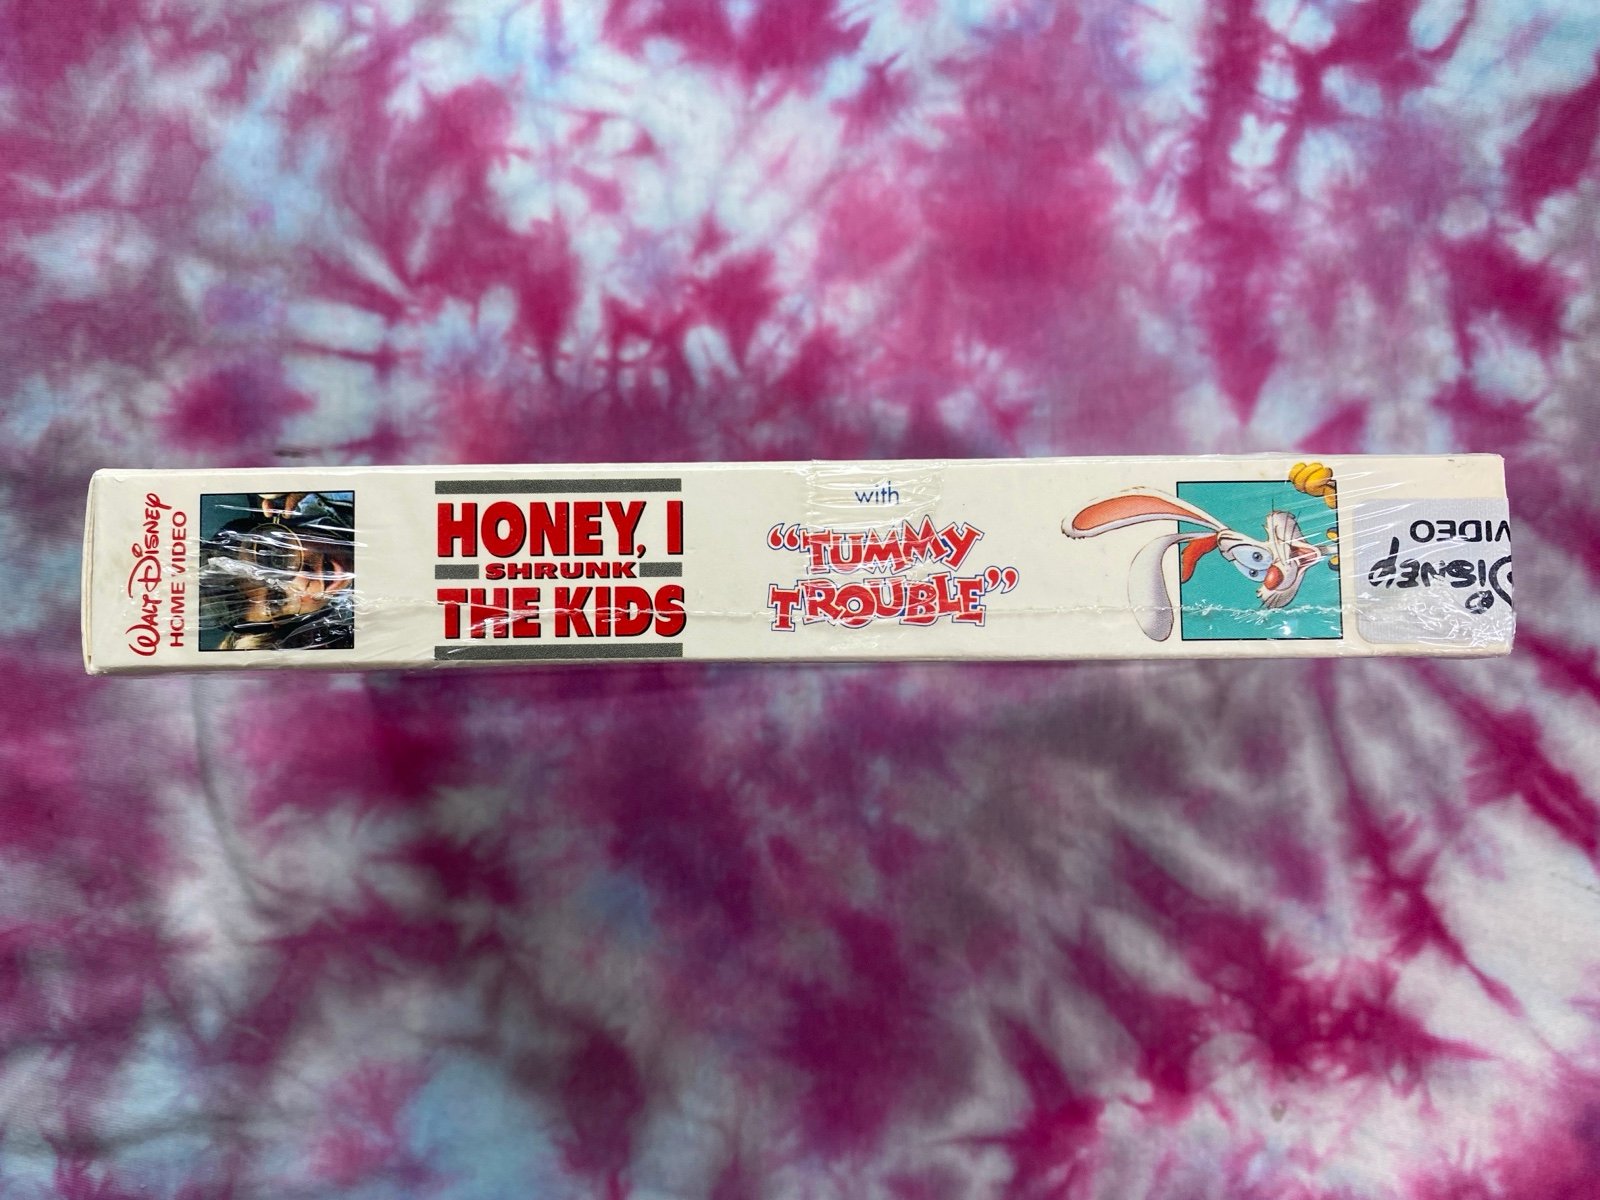 WALT DISNEY
HOME VIDEO
HONEY, I
SHRUNK
THE KIDS
with
“TUMMY
TROUBLE”
DISNEY
VIDEO